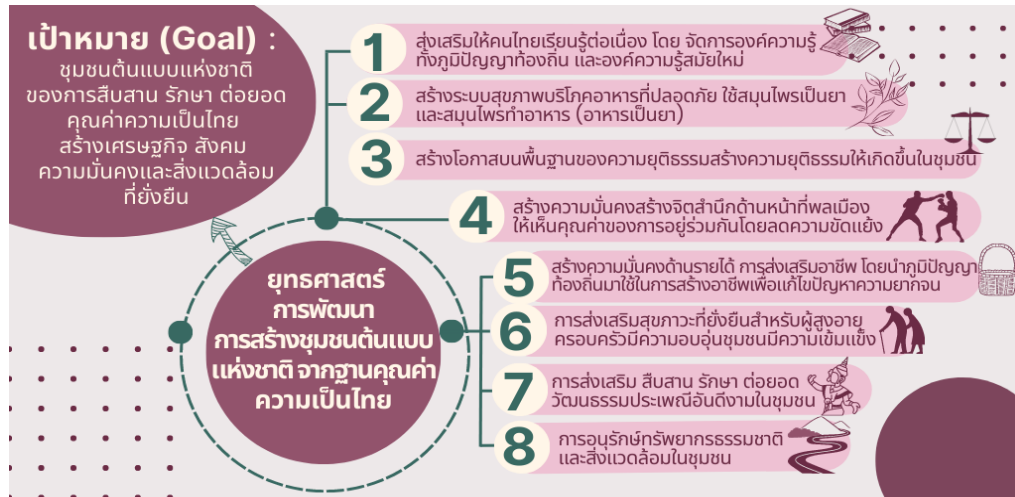 เป้าหมาย (Goal) :
ชุมชนต้นแบบแห่งชาติ
ของการสืบสาน รักษา ต่อยอด
คุณค่าความเป็นไทย
สร้างเศรษฐกิจ สังคม
ความมั่นคงและสิ่งแวดล้อม
ที่ยั่งยืน
ยุทธศาสตร์
การพัฒนา
การสร้างชุมชนต้นแบบ
แห่งชาติ จากฐานคุณค่า
ความเป็นไทย
1
ส่งเสริมให้คนไทยเรียนรู้ต่อเนื่อง โดย จัดการองค์ความรู้
ทั้งภูมิปัญญาท้องถิ่น และองค์ความรู้สมัยใหม่
2
สร้างระบบสุขภาพบริโภคอาหารที่ปลอดภัย ใช้สมุนไพรเป็นยา
และสมุนไพรทำอาหาร (อาหารเป็นยา)
3
สร้างโอกาสบนพื้นฐานของความยุติธรรมสร้างความยุติธรรมให้เกิดขึ้นในชุมชน
4
สร้างความมั่นคงสร้างจิตสำนึกด้านหน้าที่พลเมือง
ให้เห็นคุณค่าของการอยู่ร่วมกันโดยลดความขัดแย้ง
5
สร้างความมั่นคงด้านรายได้ การส่งเสริมอาชีพ โดยนำภูมิปัญญา
ท้องถิ่นมาใช้ในการสร้างอาชีพเพื่อแก้ไขปัญหาความยากจน
6
การส่งเสริมสุขภาวะที่ยั่งยืนสำหรับผู้สูงอายุ
ครอบครัวมีความอบอุ่นชุมชนมีความเข้มแข็ง
7
การส่งเสริม สืบสาน รักษา ต่อยอด
วัฒนธรรมประเพณีอันดีงามในชุมชน
8
การอนุรักษ์ทรัพยากรธรรมชาติ
และสิ่งแวดล้อมในชุมชน